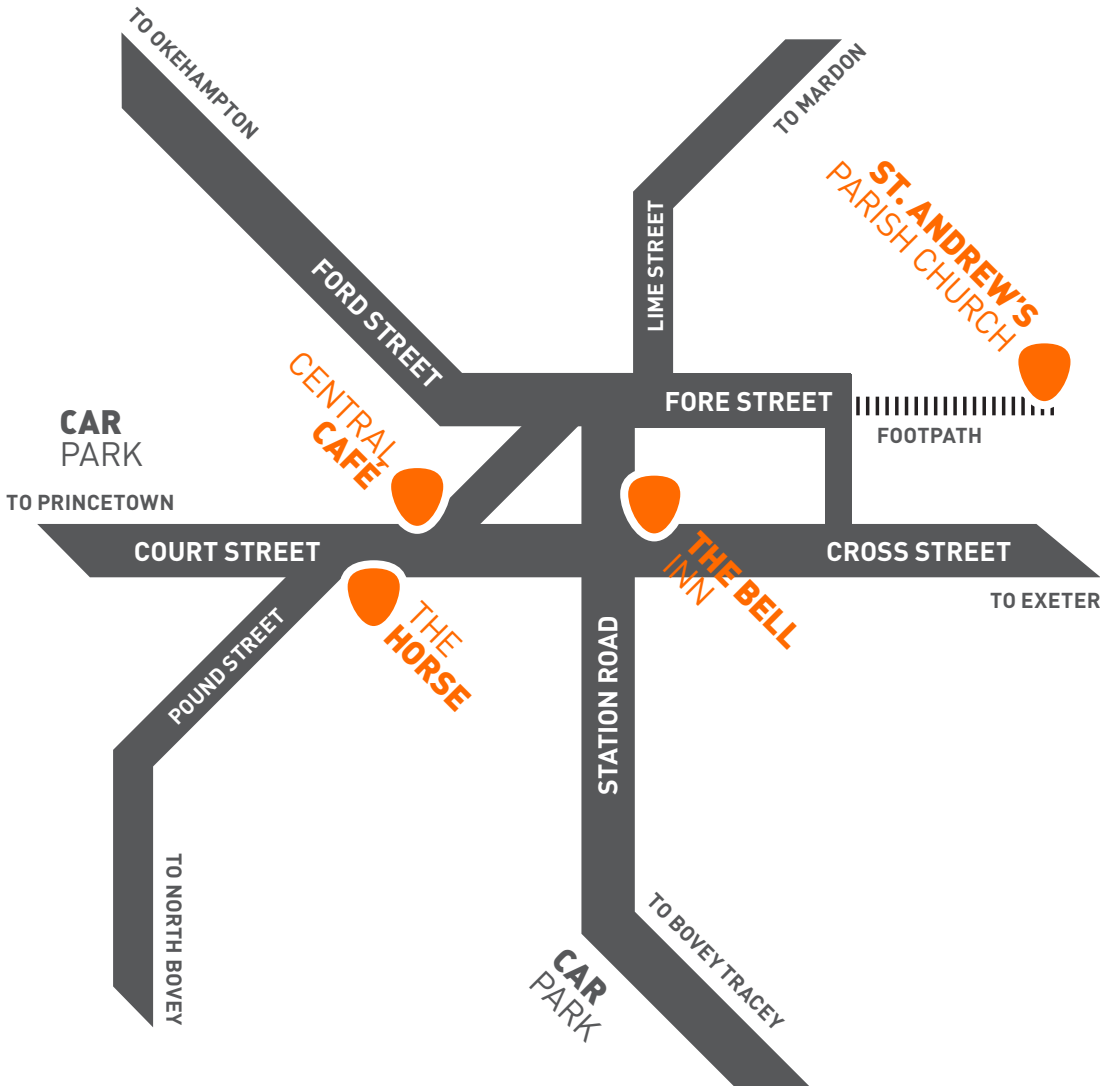 TO OKEHAMPTON
TO MARDON
ST. ANDREW'S
PARISH CHURCH
LIME STREET
FORD STREET
CENTRAL
CAFÉ
FORE STREET
FOOTPATH
CAR
PARK
TO PRINCETOWN
COURT STREET
CROSS STREET
THE BELL
INN
TO EXETER
THE
HORSE
POUND STREET
STATION ROAD
TO NORTH BOVEY
TO BOVEY TRACEY
CAR
PARK